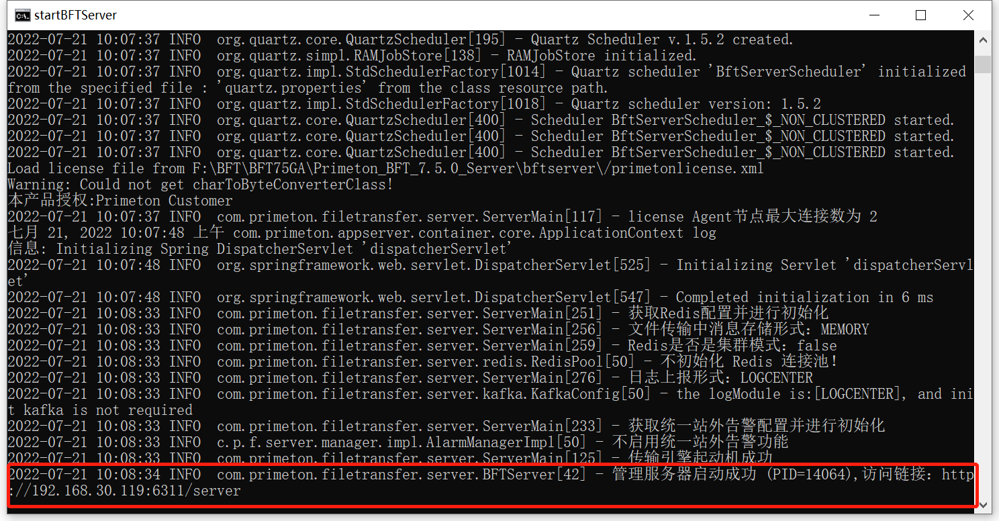 startBFTServer
2022-07-21 10:07:37 INFO  org.quartz.core.QuartzScheduler[195] - Quartz Scheduler v.1.5.2 created.
2022-07-21 10:07:37 INFO  org.quartz.simpl.RAMJobStore[138] - RAMJobStore initialized.
2022-07-21 10:07:37 INFO  org.quartz.impl.StdSchedulerFactory[1014] - Quartz scheduler 'BftServerScheduler' initialized
from the specified file : 'quartz.properties' from the class resource path.
2022-07-21 10:07:37 INFO  org.quartz.impl.StdSchedulerFactory[1018] - Quartz scheduler version: 1.5.2
2022-07-21 10:07:37 INFO  org.quartz.core.QuartzScheduler[400] - Scheduler BftServerScheduler_$_NON_CLUSTERED started.
2022-07-21 10:07:37 INFO  org.quartz.core.QuartzScheduler[400] - Scheduler BftServerScheduler_$_NON_CLUSTERED started.
2022-07-21 10:07:37 INFO  org.quartz.core.QuartzScheduler[400] - Scheduler BftServerScheduler_$_NON_CLUSTERED started.
Load license file from F:\BFT\BFT75GA\Primeton_BFT_7.5.0_Server\bftserver\/primetonlicense.xml
Warning: Could not get charToByteConverterClass!
本产品授权:Primeton Customer
2022-07-21 10:07:37 INFO  com.primeton.filetransfer.server.ServerMain[117] - license Agent节点最大连接数为 2
七月 21, 2022 10:07:48 上午 com.primeton.appserver.container.core.ApplicationContext log
信息: Initializing Spring DispatcherServlet 'dispatcherServlet'
2022-07-21 10:07:48 INFO  org.springframework.web.servlet.DispatcherServlet[525] - Initializing Servlet 'dispatcherServl
et'
2022-07-21 10:07:48 INFO  org.springframework.web.servlet.DispatcherServlet[547] - Completed initialization in 6 ms
2022-07-21 10:08:33 INFO  com.primeton.filetransfer.server.ServerMain[251] - 获取Redis配置并进行初始化
2022-07-21 10:08:33 INFO  com.primeton.filetransfer.server.ServerMain[256] - 文件传输中消息存储形式：MEMORY
2022-07-21 10:08:33 INFO  com.primeton.filetransfer.server.ServerMain[259] - Redis是否是集群模式：false
2022-07-21 10:08:33 INFO  com.primeton.filetransfer.server.redis.RedisPool[50] - 不初始化 Redis 连接池！
2022-07-21 10:08:33 INFO  com.primeton.filetransfer.server.ServerMain[276] - 日志上报形式：LOGCENTER
2022-07-21 10:08:33 INFO  com.primeton.filetransfer.server.kafka.KafkaConfig[50] - the logModule is:[LOGCENTER], and ini
t kafka is not required
2022-07-21 10:08:33 INFO  com.primeton.filetransfer.server.ServerMain[233] - 获取统一站外告警配置并进行初始化
2022-07-21 10:08:33 INFO  c.p.f.server.manager.impl.AlarmManagerImpl[50] - 不启用统一站外告警功能
2022-07-21 10:08:33 INFO  com.primeton.filetransfer.server.ServerMain[125] - 传输引擎起动机成功
2022-07-21 10:08:34 INFO  com.primeton.filetransfer.server.BFTServer[42] - 管理服务器启动成功 (PID=14064),访问链接：http
://192.168.30.119:6311/server